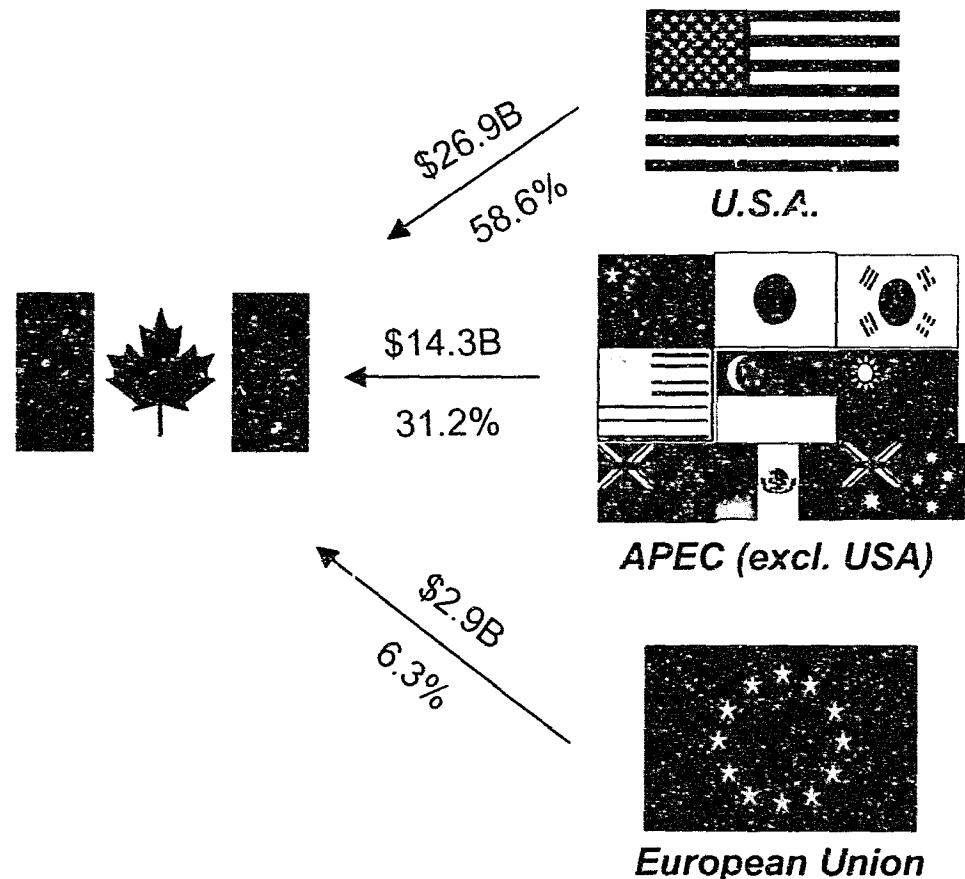 $26.9B
58.6%
U.S.A.
$14.3B
31.2%
APEC (excl. USA)
$2.9B
6.3%
European Union